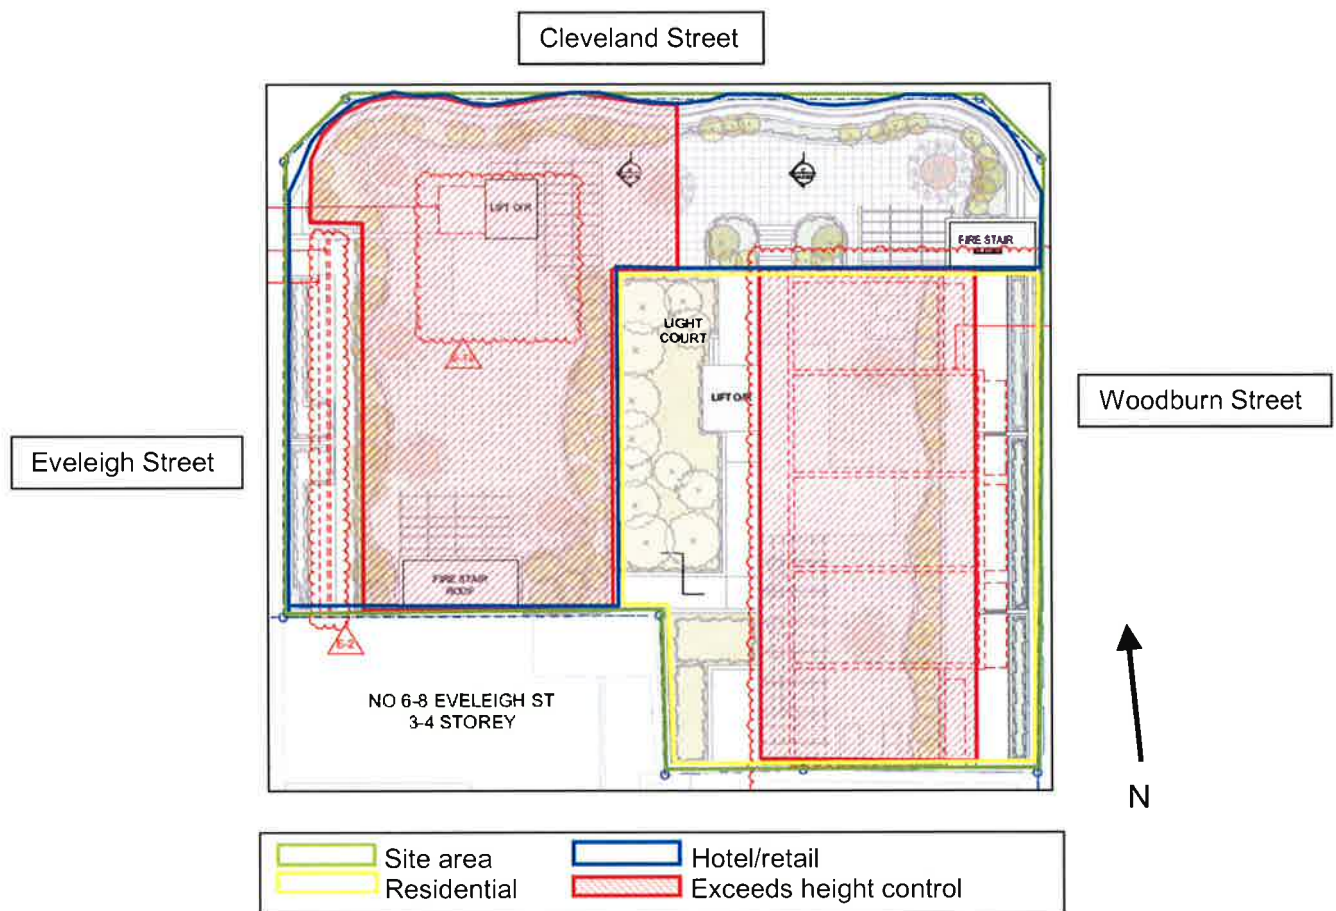 Cleveland Street
LIFT O/R
FIRE STAIR
LIGHT
COURT
LIFT O/R
Woodburn Street
Eveleigh Street
FIRE STAIR
ROOF
S-2
NO 6-8 EVELEIGH ST
3-4 STOREY
N
Site area
Hotel/retail
Residential
Exceeds height control